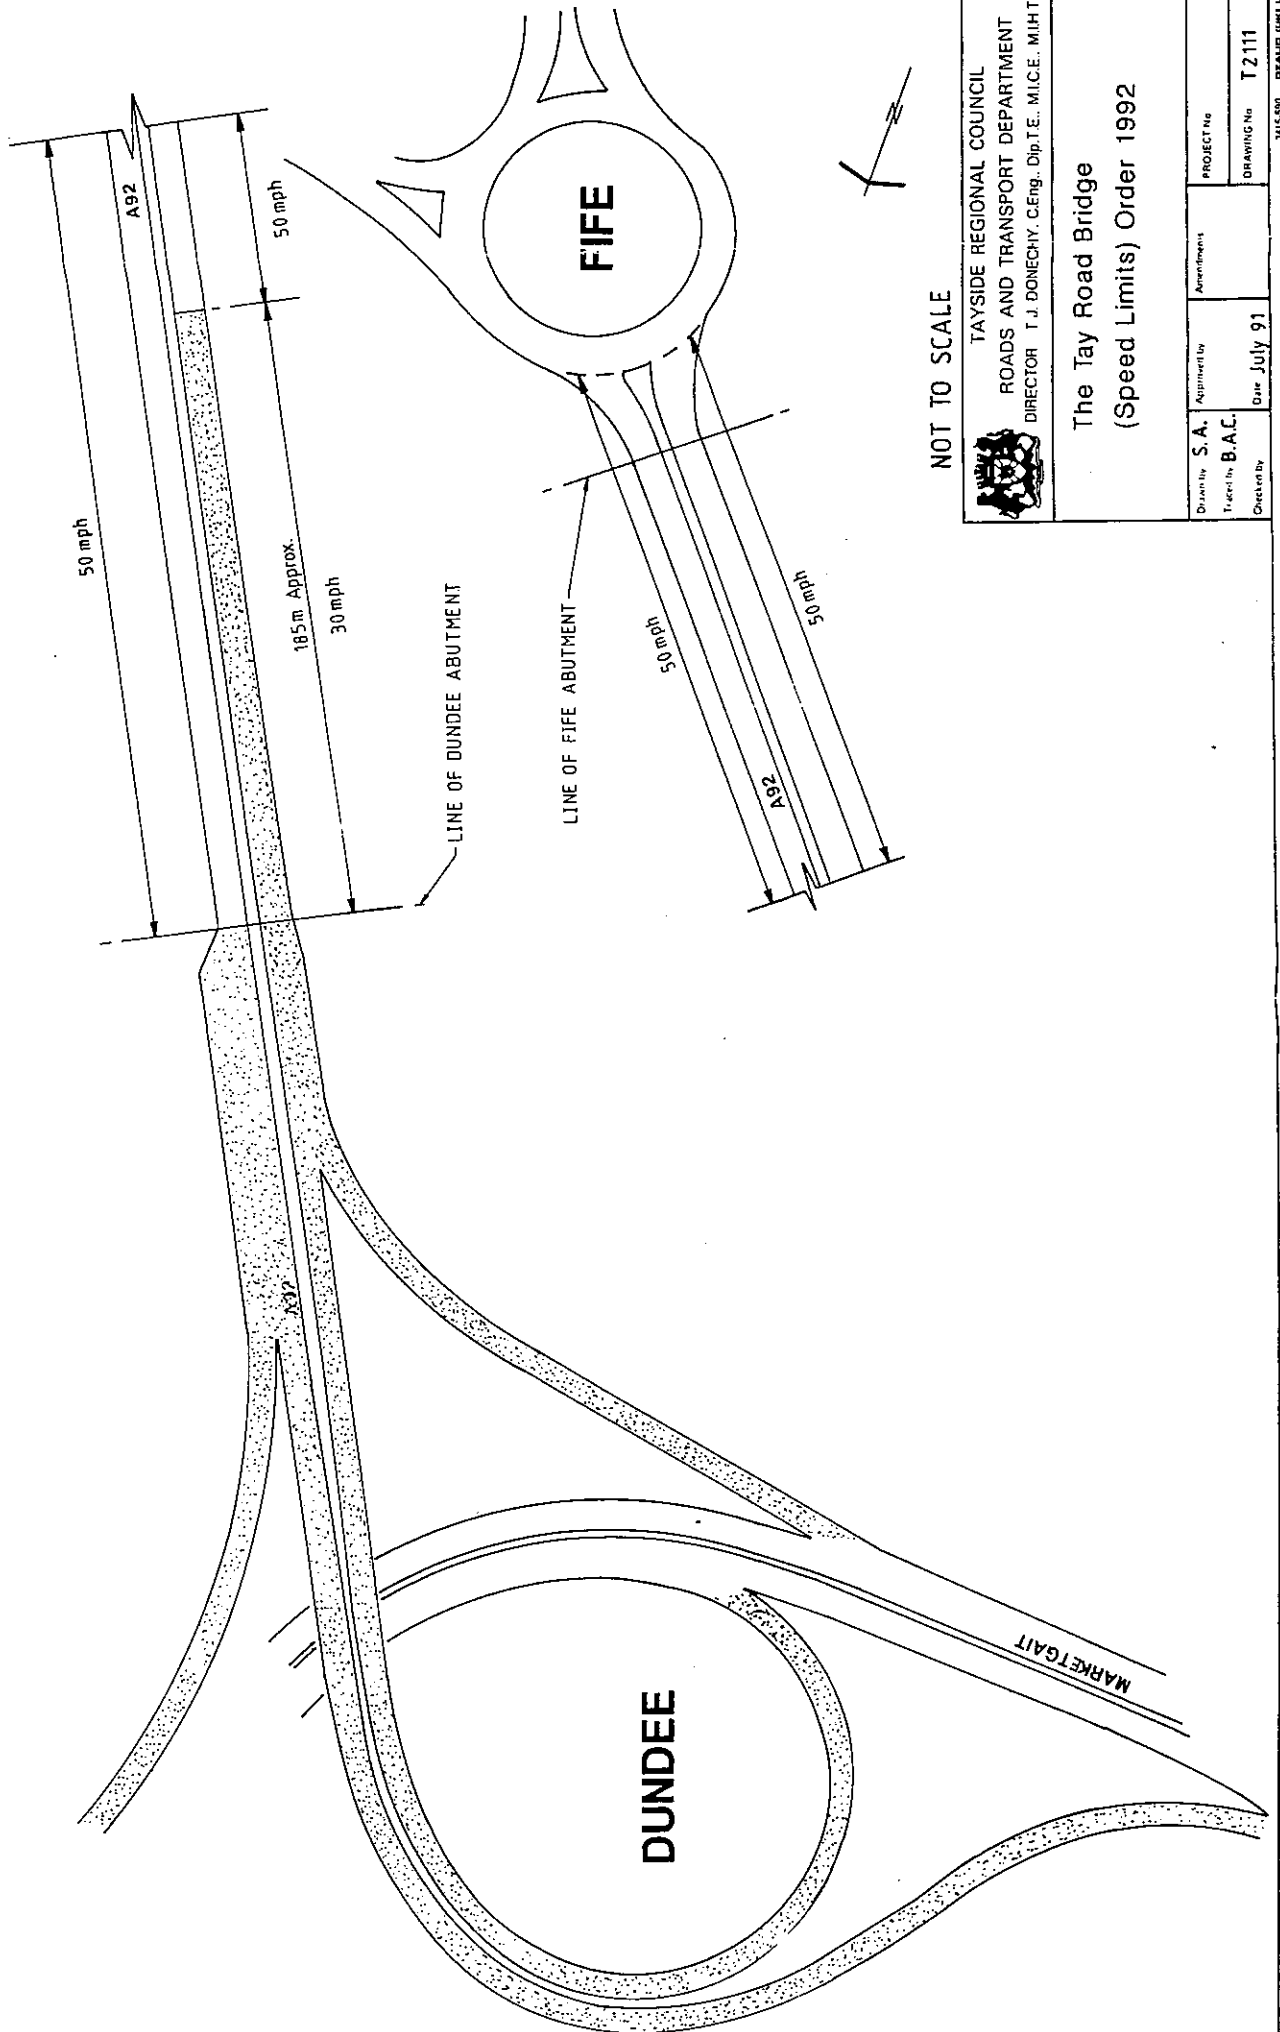 50 mph
A92
50 mph
185m Approx.
30 mph
LINE OF DUNDEE ABUTMENT
LINE OF FIFE ABUTMENT
FIFE
50 mph
A92
50 mph
A92
DUNDEE
MARKETGAIT
N
NOT TO SCALE
TAYSIDE REGIONAL COUNCIL
ROADS AND TRANSPORT DEPARTMENT
DIRECTOR T.J. DONECHY, C.Eng., Dip.T.E., M.I.C.E., M.I.H.T
The Tay Road Bridge
(Speed Limits) Order 1992
Drawn by S.A.
Traced by B.A.C.
Checked by
Approved by
Date July 91
Amendments
PROJECT No
DRAWING No T2111